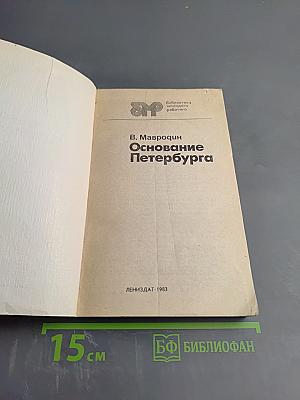 БМР
Библиотека
молодого
рабочего
В. Мавродин
Основание
Петербурга
ЛЕНИЗДАТ·1983
15 см
БФ БИБЛИОФАН